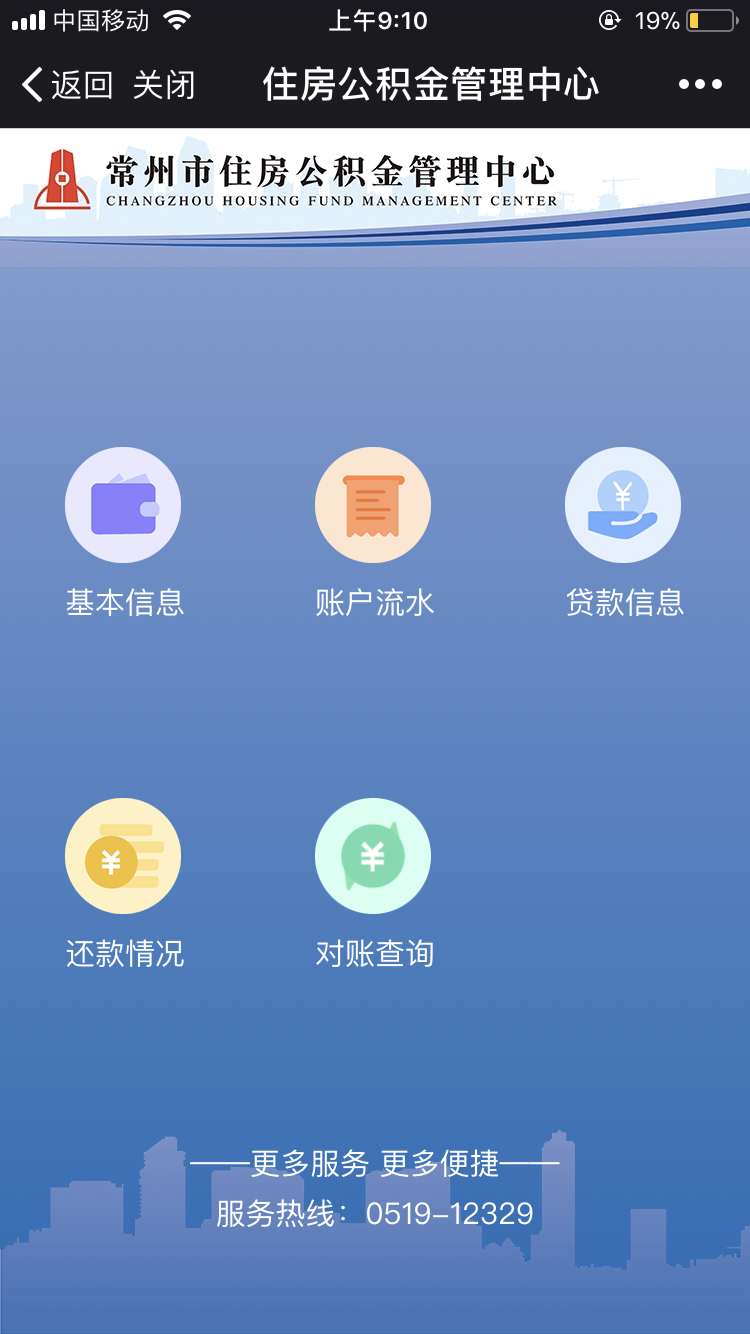 中国移动 上午9:10 19%
返回 关闭 住房公积金管理中心
常州市住房公积金管理中心
CHANGZHOU HOUSING FUND MANAGEMENT CENTER
基本信息 账户流水 贷款信息
¥
¥ ¥
还款情况 对账查询
——更多服务 更多便捷——
服务热线：0519-12329